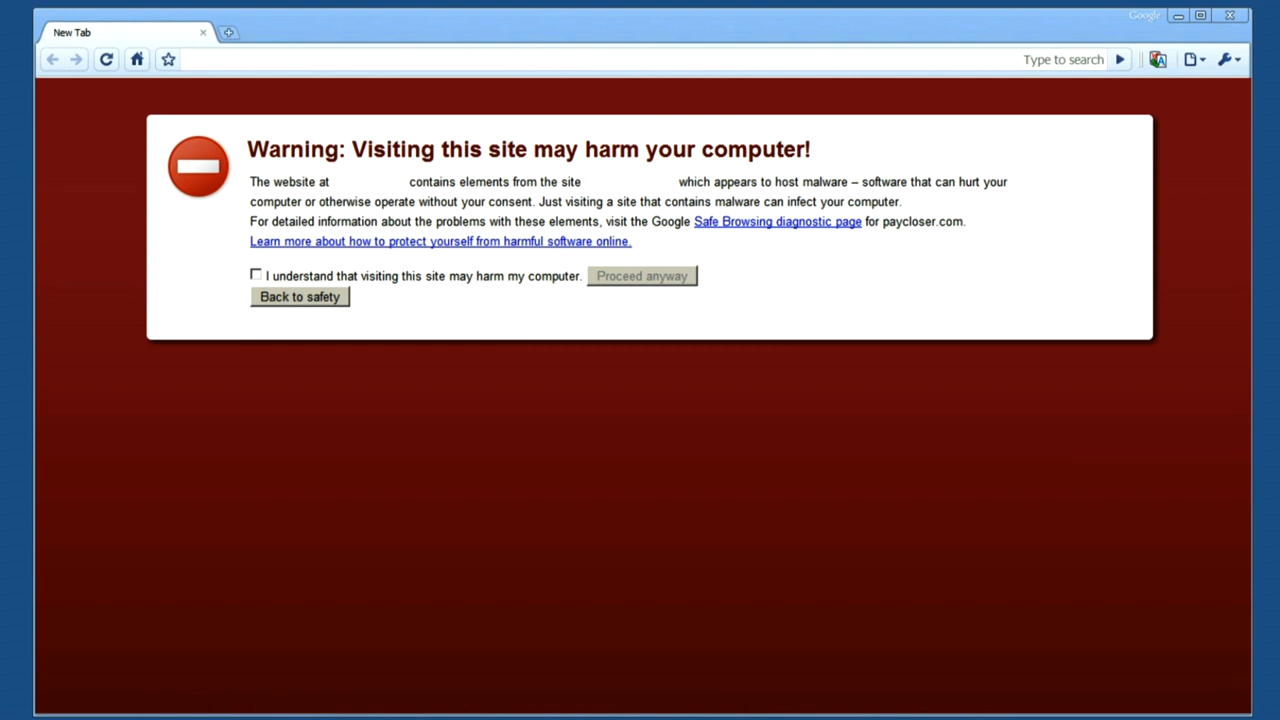 Google
New Tab
Type to search
Warning: Visiting this site may harm your computer!
The website at contains elements from the site which appears to host malware – software that can hurt your
computer or otherwise operate without your consent. Just visiting a site that contains malware can infect your computer.
For detailed information about the problems with these elements, visit the Google Safe Browsing diagnostic page for paycloser.com.
Learn more about how to protect yourself from harmful software online.
I understand that visiting this site may harm my computer. Proceed anyway
Back to safety